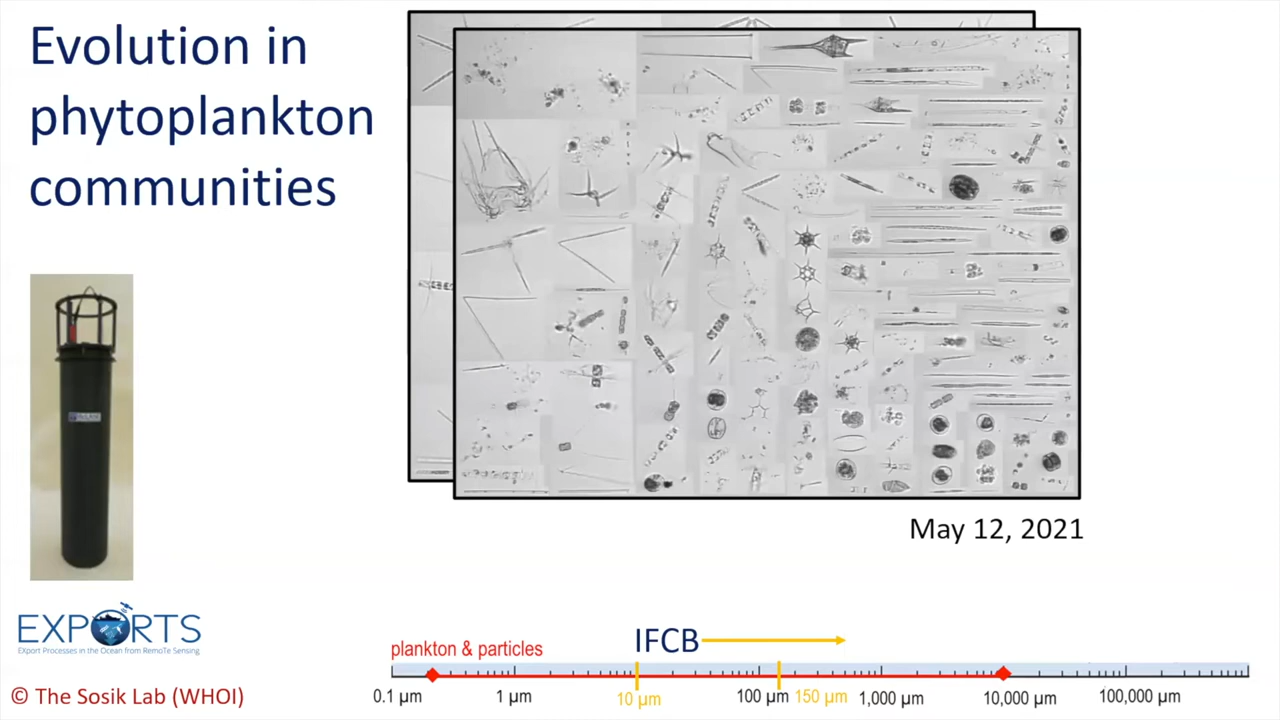 Evolution in
phytoplankton
communities
May 12, 2021
EXPORTS
EXport Processes in the Ocean from RemoTe Sensing
© The Sosik Lab (WHOI)
plankton & particles
IFCB
0.1 µm 1 µm 10 µm 100 µm 150 µm 1,000 µm 10,000 µm 100,000 µm